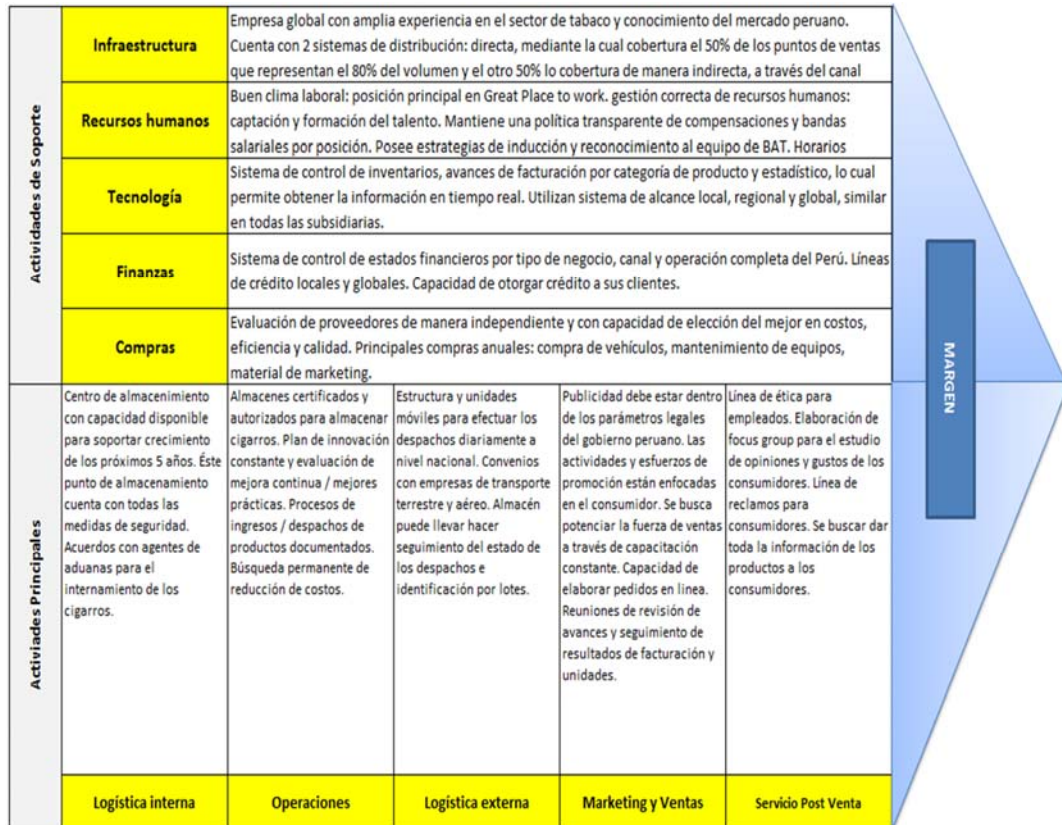 Actividades de Soporte
Infraestructura
Empresa global con amplia experiencia en el sector de tabaco y conocimiento del mercado peruano.
Cuenta con 2 sistemas de distribución: directa, mediante la cual cobertura el 50% de los puntos de ventas
que representan el 80% del volumen y el otro 50% lo cobertura de manera indirecta, a través del canal
Recursos humanos
Buen clima laboral: posición principal en Great Place to work. gestión correcta de recursos humanos:
captación y formación del talento. Mantiene una política transparente de compensaciones y bandas
salariales por posición. Posee estrategias de inducción y reconocimiento al equipo de BAT. Horarios
Tecnología
Sistema de control de inventarios, avances de facturación por categoría de producto y estadístico, lo cual
permite obtener la información en tiempo real. Utilizan sistema de alcance local, regional y global, similar
en todas las subsidiarias.
Finanzas
Sistema de control de estados financieros por tipo de negocio, canal y operación completa del Perú. Líneas
de crédito locales y globales. Capacidad de otorgar crédito a sus clientes.
Compras
Evaluación de proveedores de manera independiente y con capacidad de elección del mejor en costos,
eficiencia y calidad. Principales compras anuales: compra de vehículos, mantenimiento de equipos,
material de marketing.
MARGEN
Activiades Principales
Centro de almacenimiento
con capacidad disponible
para soportar crecimiento
de los próximos 5 años. Éste
punto de almacenamiento
cuenta con todas las
medidas de seguridad.
Acuerdos con agentes de
aduanas para el
internamiento de los
cigarros.
Almacenes certificados y
autorizados para almacenar
cigarros. Plan de innovación
constante y evaluación de
mejora continua / mejores
prácticas. Procesos de
ingresos / despachos de
productos documentados.
Búsqueda permanente de
reducción de costos.
Estructura y unidades
móviles para efectuar los
despachos diariamente a
nivel nacional. Convenios
con empresas de transporte
terrestre y aéreo. Almacén
puede llevar hacer
seguimiento del estado de
los despachos e
identificación por lotes.
Publicidad debe estar dentro
de los parámetros legales
del gobierno peruano. Las
actividades y esfuerzos de
promoción están enfocadas
en el consumidor. Se busca
potenciar la fuerza de ventas
a través de capacitación
constante. Capacidad de
elaborar pedidos en linea.
Reuniones de revisión de
avances y seguimiento de
resultados de facturación y
unidades.
Línea de ética para
empleados. Elaboración de
focus group para el estudio
de opiniones y gustos de los
consumidores. Línea de
reclamos para
consumidores. Se buscar dar
toda la información de los
productos a los
consumidores.
Logística interna
Operaciones
Logística externa
Marketing y Ventas
Servicio Post Venta